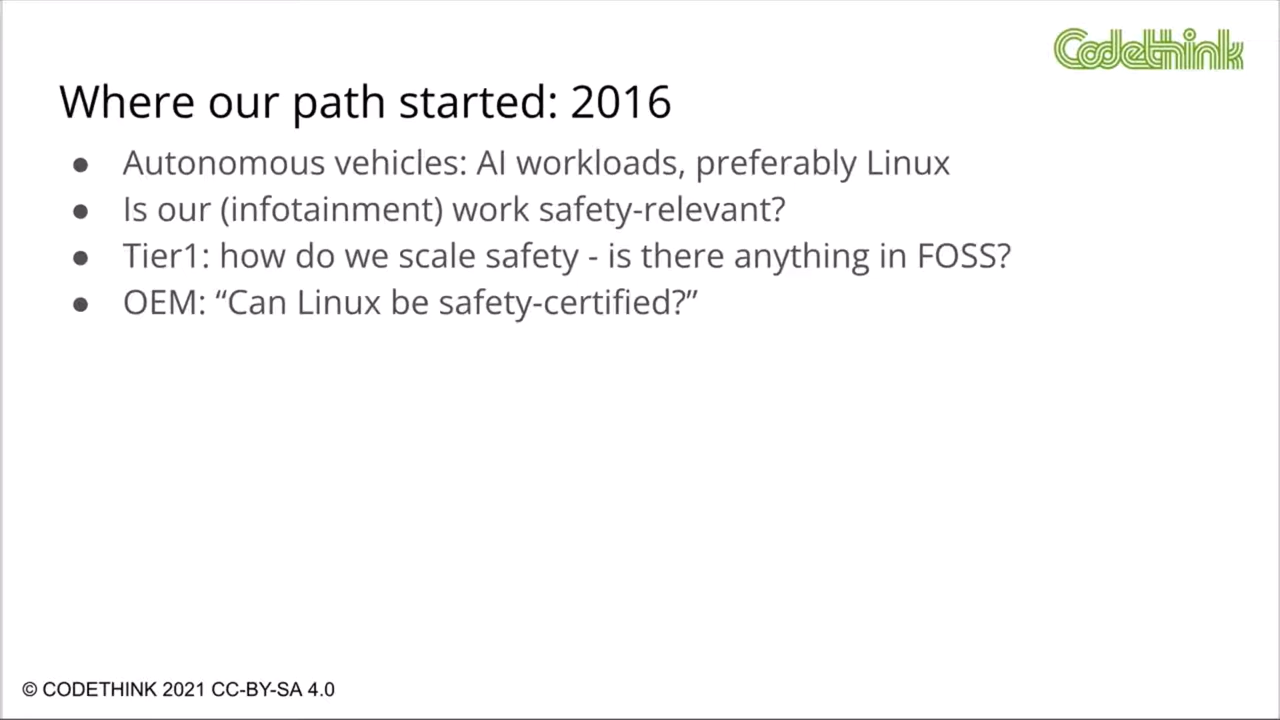 Codethink
Where our path started: 2016
● Autonomous vehicles: AI workloads, preferably Linux
● Is our (infotainment) work safety-relevant?
● Tier1: how do we scale safety - is there anything in FOSS?
● OEM: “Can Linux be safety-certified?”
© CODETHINK 2021 CC-BY-SA 4.0